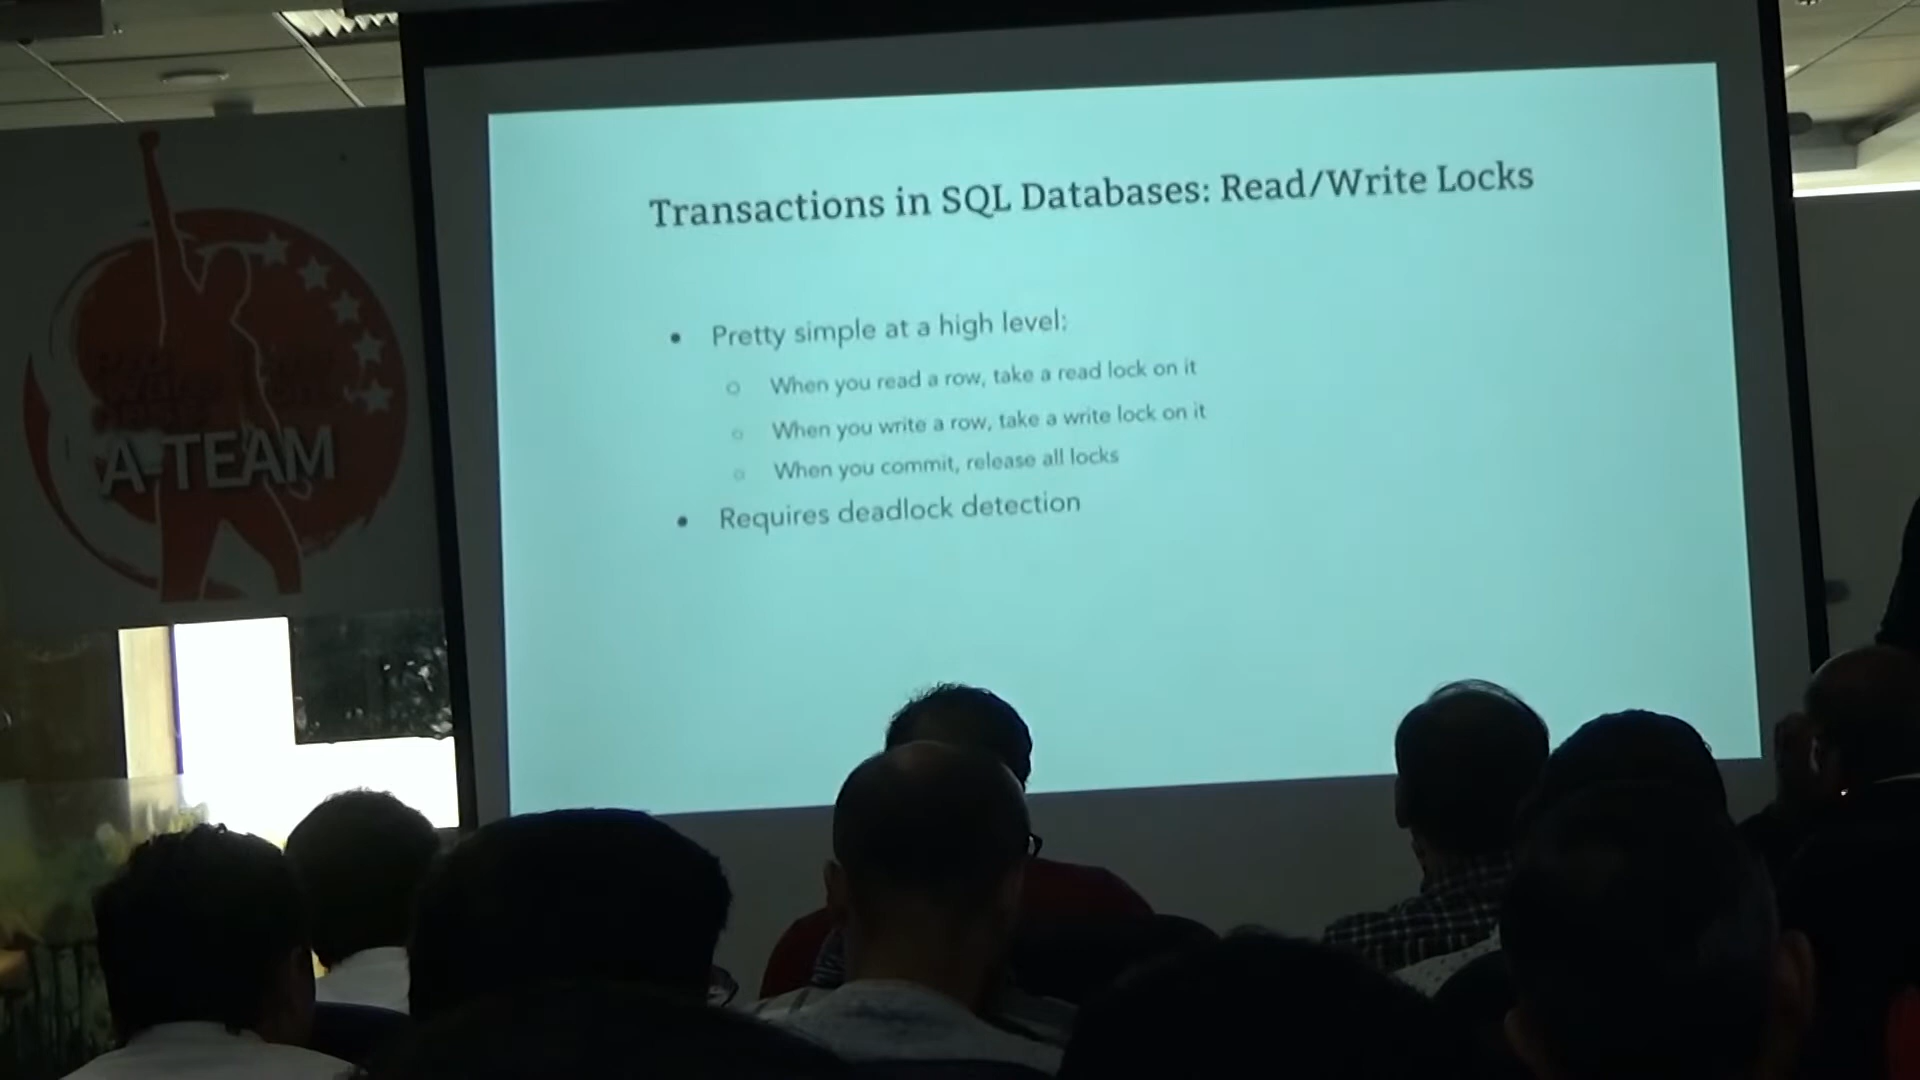 Transactions in SQL Databases: Read/Write Locks
• Pretty simple at a high level:
○ When you read a row, take a read lock on it
○ When you write a row, take a write lock on it
○ When you commit, release all locks
• Requires deadlock detection
A-TEAM